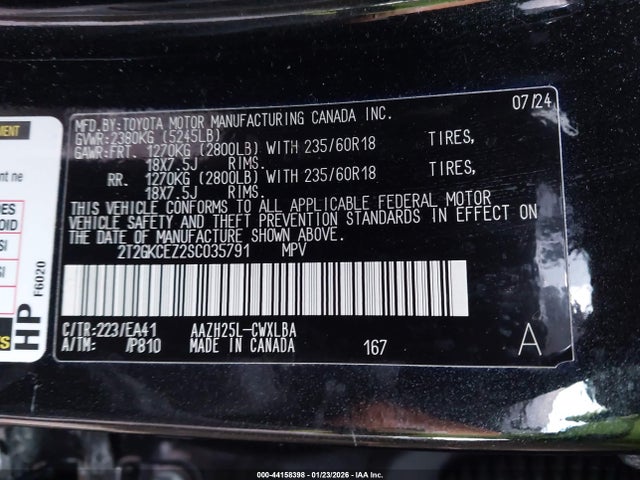 07/24
MFD.BY:TOYOTA MOTOR MANUFACTURING CANADA INC.
GVWR:2380KG (5245LB)
GAWR:FRT. 1270KG (2800LB) WITH 235/60R18 TIRES,
18X7.5J RIMS.
RR. 1270KG (2800LB) WITH 235/60R18 TIRES,
18X7.5J RIMS.
THIS VEHICLE CONFORMS TO ALL APPLICABLE FEDERAL MOTOR
VEHICLE SAFETY AND THEFT PREVENTION STANDARDS IN EFFECT ON
THE DATE OF MANUFACTURE SHOWN ABOVE.
2T2GKCEZ2SC035791 MPV
C/TR:223/EA41 AAZH25L-CWXLBA
A/TM: /P810 MADE IN CANADA 167 A
HP
F6020
000-44158398 - 01/23/2026 - IAA Inc.